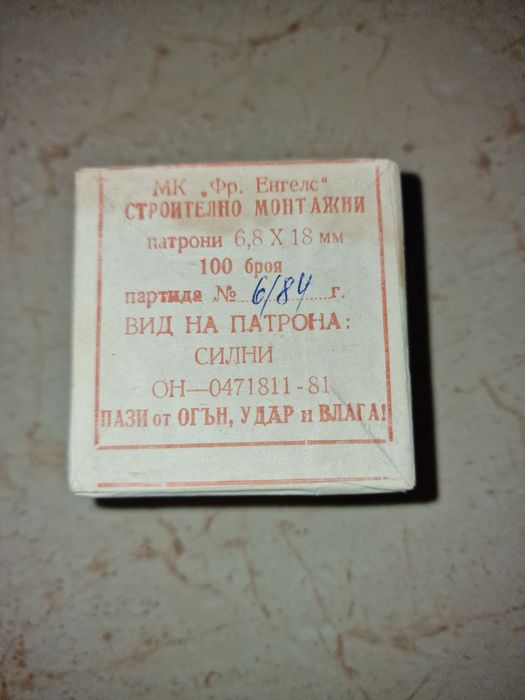 МК „Фр. Енгелс“
СТРОИТЕЛНО МОНТАЖНИ
патрони 6,8 X 18 мм
100 броя
партида № 6/84 г.
ВИД НА ПАТРОНА:
СИЛНИ
ОН—0471811-81
ПАЗИ от ОГЪН, УДАР и ВЛАГА!